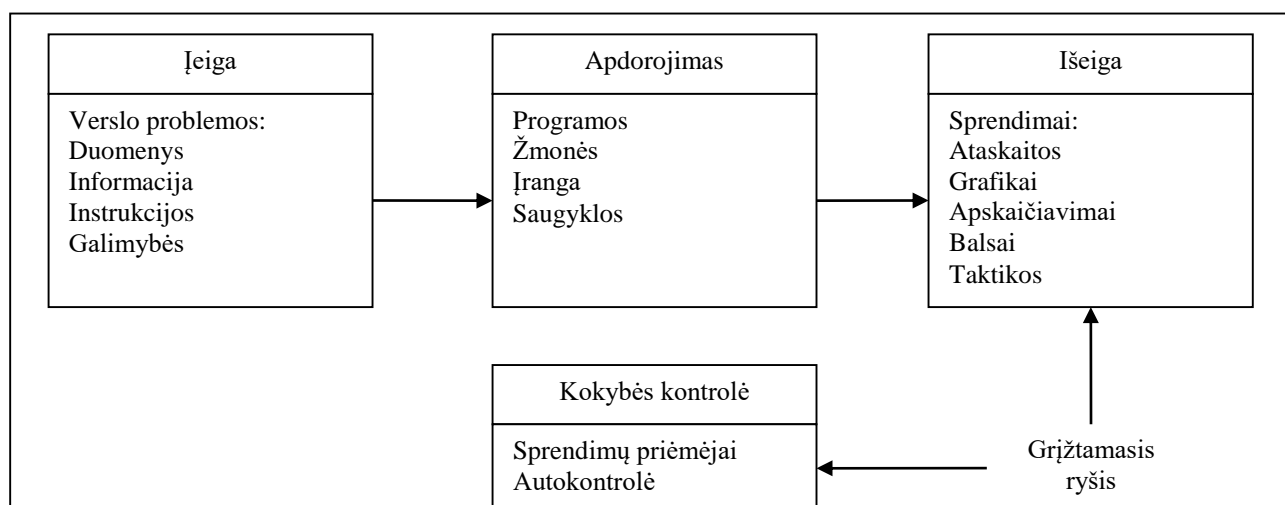 Įeiga
Verslo problemos:
Duomenys
Informacija
Instrukcijos
Galimybės
Apdorojimas
Programos
Žmonės
Įranga
Saugyklos
Išeiga
Sprendimai:
Ataskaitos
Grafikai
Apskaičiavimai
Balsai
Taktikos
Kokybės kontrolė
Sprendimų priėmėjai
Autokontrolė
Grįžtamasis
ryšis